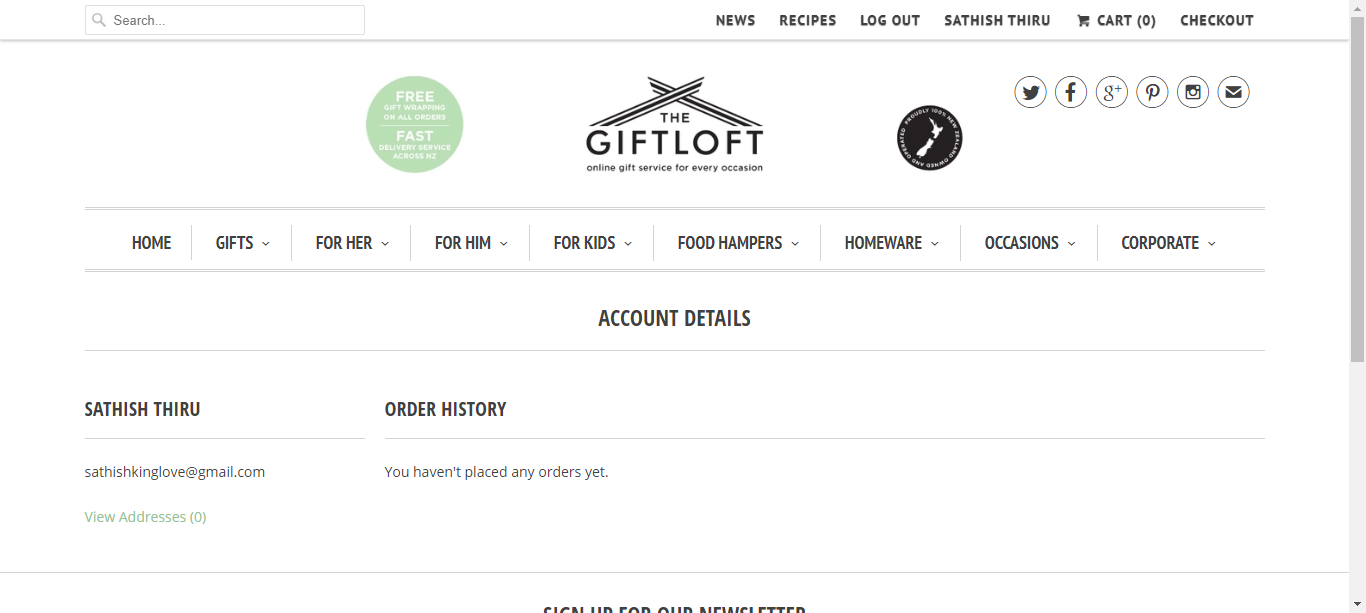 Search...
NEWS RECIPES LOG OUT SATHISH THIRU CART (0) CHECKOUT
FREE
GIFT WRAPPING
ON ALL ORDERS
FAST
DELIVERY SERVICE
ACROSS NZ
THE
GIFTLOFT
online gift service for every occasion
PROUDLY 100% NEW ZEALAND OWNED AND OPERATED
g+
HOME GIFTS FOR HER FOR HIM FOR KIDS FOOD HAMPERS HOMEWARE OCCASIONS CORPORATE
ACCOUNT DETAILS
SATHISH THIRU
sathishkinglove@gmail.com
View Addresses (0)
ORDER HISTORY
You haven't placed any orders yet.
SIGN UP FOR OUR NEWSLETTER